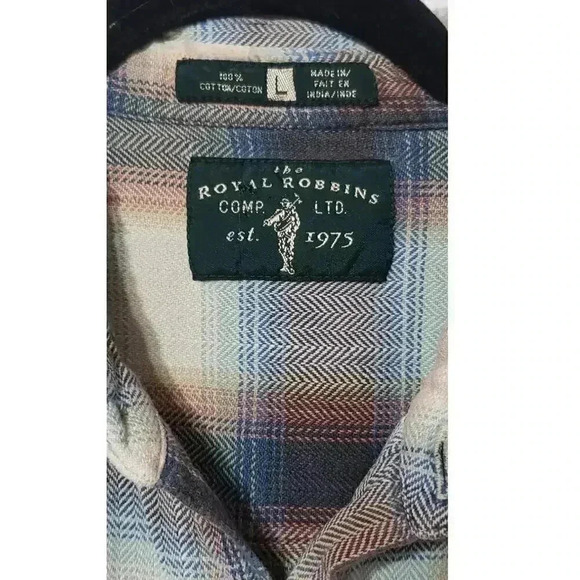 100%
COTTON/COTON
L
MADE IN/
FAIT EN
INDIA/INDE
the
ROYAL ROBBINS
COMP. LTD.
est. 1975